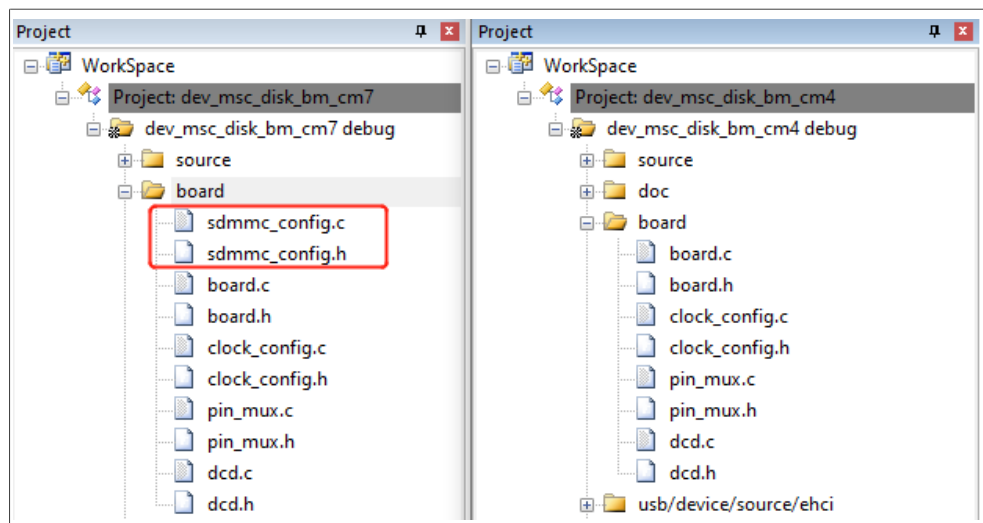 Project
WorkSpace
Project: dev_msc_disk_bm_cm7
dev_msc_disk_bm_cm7 debug
source
board
sdmmc_config.c
sdmmc_config.h
board.c
board.h
clock_config.c
clock_config.h
pin_mux.c
pin_mux.h
dcd.c
dcd.h
Project
WorkSpace
Project: dev_msc_disk_bm_cm4
dev_msc_disk_bm_cm4 debug
source
doc
board
board.c
board.h
clock_config.c
clock_config.h
pin_mux.c
pin_mux.h
dcd.c
dcd.h
usb/device/source/ehci